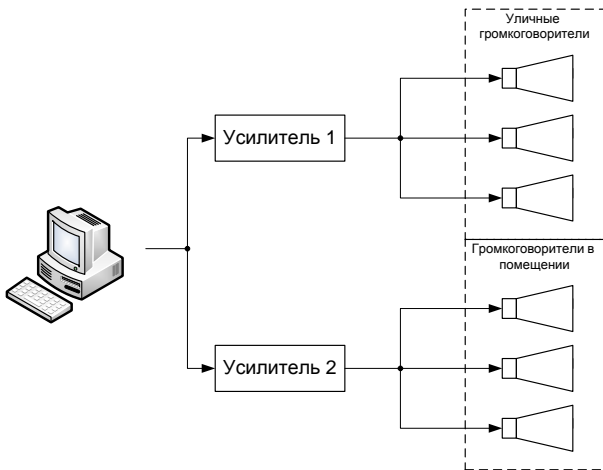 Уличные
громкоговорители
Усилитель 1
Громкоговорители в
помещении
Усилитель 2